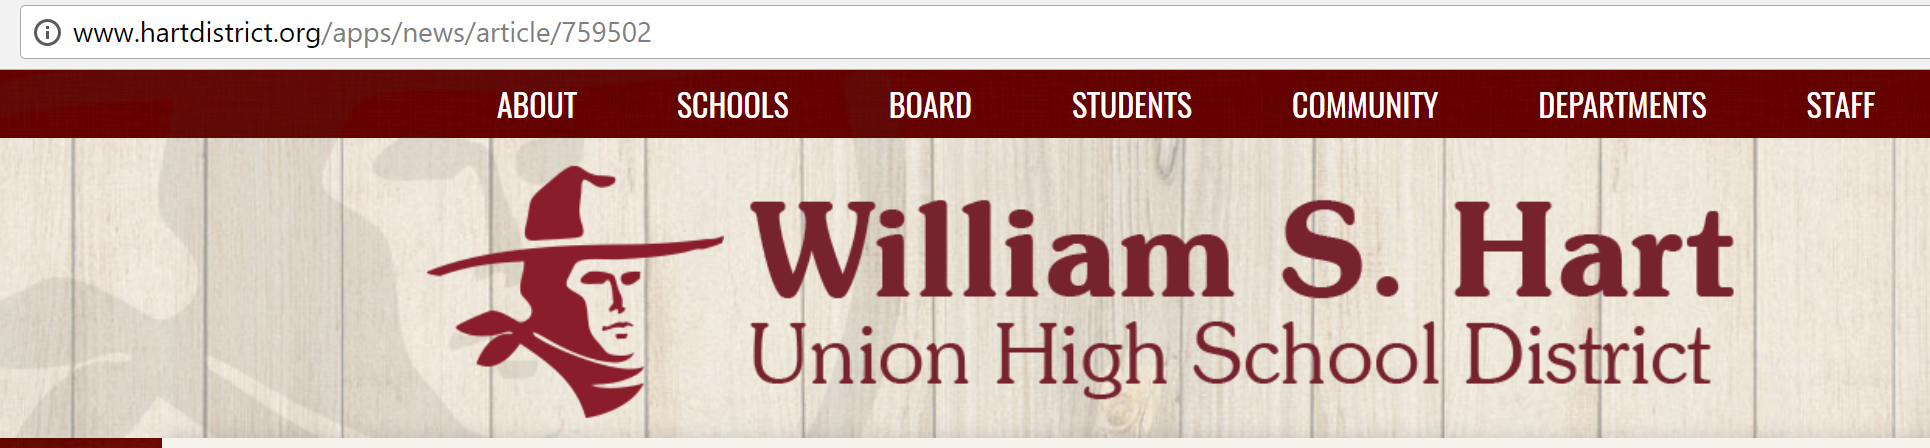 www.hartdistrict.org/apps/news/article/759502
ABOUT SCHOOLS BOARD STUDENTS COMMUNITY DEPARTMENTS STAFF
William S. Hart
Union High School District